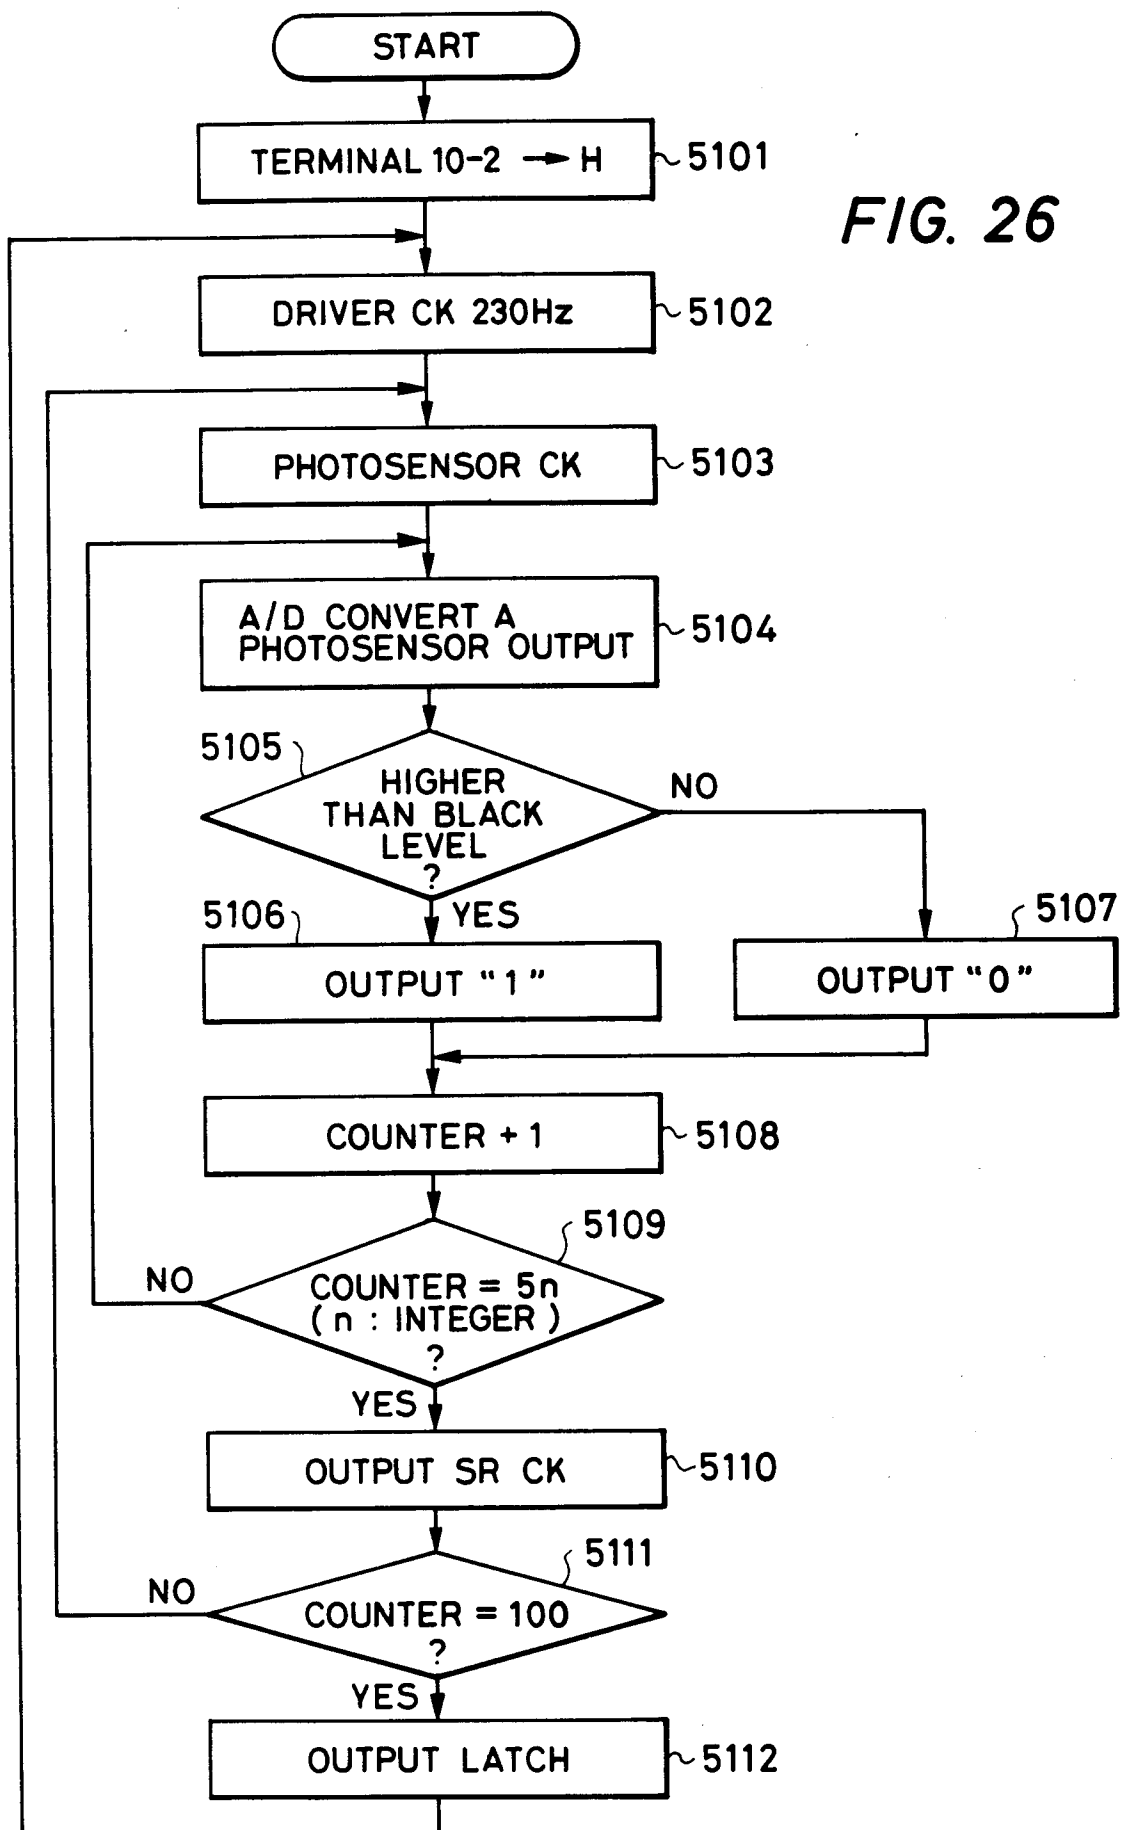 START
TERMINAL 10-2 → H
5101
FIG. 26
DRIVER CK 230Hz
5102
PHOTOSENSOR CK
5103
A/D CONVERT A
PHOTOSENSOR OUTPUT
5104
5105
HIGHER
THAN BLACK
LEVEL
?
NO
YES
5106
OUTPUT "1"
5107
OUTPUT "0"
COUNTER + 1
5108
5109
COUNTER = 5n
( n : INTEGER )
?
NO
YES
OUTPUT SR CK
5110
5111
COUNTER = 100
?
NO
YES
OUTPUT LATCH
5112